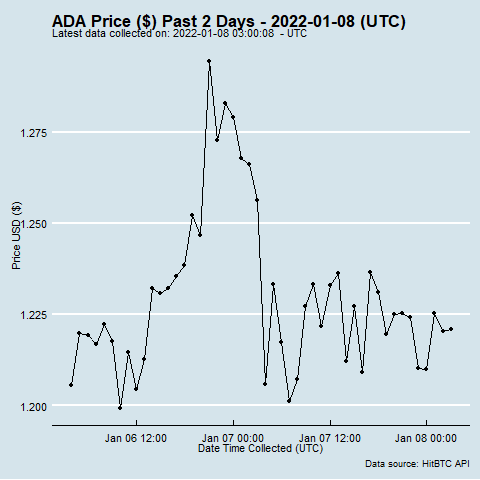 ADA Price ($) Past 2 Days - 2022-01-08 (UTC)
Latest data collected on: 2022-01-08 03:00:08 - UTC
1.275
1.250
1.225
1.200
Price USD ($)
Jan 06 12:00 Jan 07 00:00 Jan 07 12:00 Jan 08 00:00
Date Time Collected (UTC)
Data source: HitBTC API